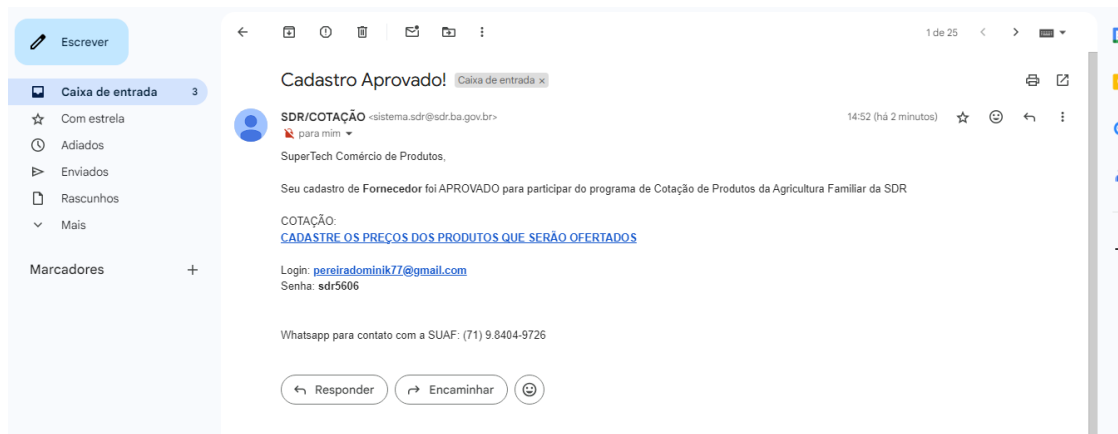 Escrever
1 de 25
Caixa de entrada 3
Com estrela
Adiados
Enviados
Rascunhos
Mais
Marcadores
Cadastro Aprovado! Caixa de entrada x
SDR/COTAÇÃO <sistema.sdr@sdr.ba.gov.br> 14:52 (há 2 minutos)
para mim
SuperTech Comércio de Produtos,
Seu cadastro de Fornecedor foi APROVADO para participar do programa de Cotação de Produtos da Agricultura Familiar da SDR
COTAÇÃO:
CADASTRE OS PREÇOS DOS PRODUTOS QUE SERÃO OFERTADOS
Login: pereiradominik77@gmail.com
Senha: sdr5606
Whatsapp para contato com a SUAF: (71) 9.8404-9726
Responder Encaminhar